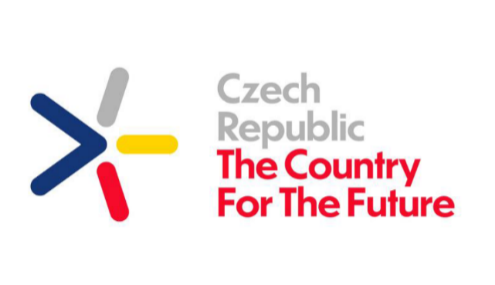 Czech
Republic
The Country
For The Future